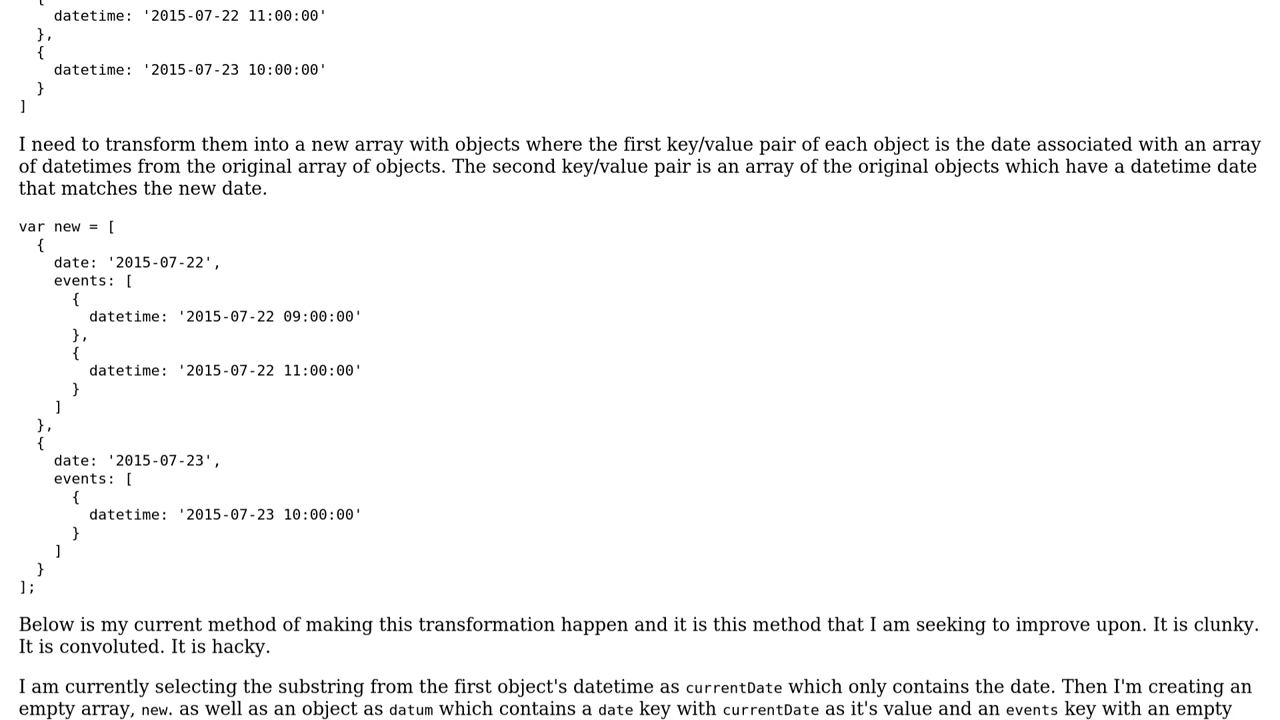 {
datetime: '2015-07-22 11:00:00'
},
{
datetime: '2015-07-23 10:00:00'
}
]
I need to transform them into a new array with objects where the first key/value pair of each object is the date associated with an array
of datetimes from the original array of objects. The second key/value pair is an array of the original objects which have a datetime date
that matches the new date.
var new = [
{
date: '2015-07-22',
events: [
{
datetime: '2015-07-22 09:00:00'
},
{
datetime: '2015-07-22 11:00:00'
}
]
},
{
date: '2015-07-23',
events: [
{
datetime: '2015-07-23 10:00:00'
}
]
}
];
Below is my current method of making this transformation happen and it is this method that I am seeking to improve upon. It is clunky.
It is convoluted. It is hacky.
I am currently selecting the substring from the first object's datetime as currentDate which only contains the date. Then I'm creating an
empty array, new. as well as an object as datum which contains a date key with currentDate as it's value and an events key with an empty